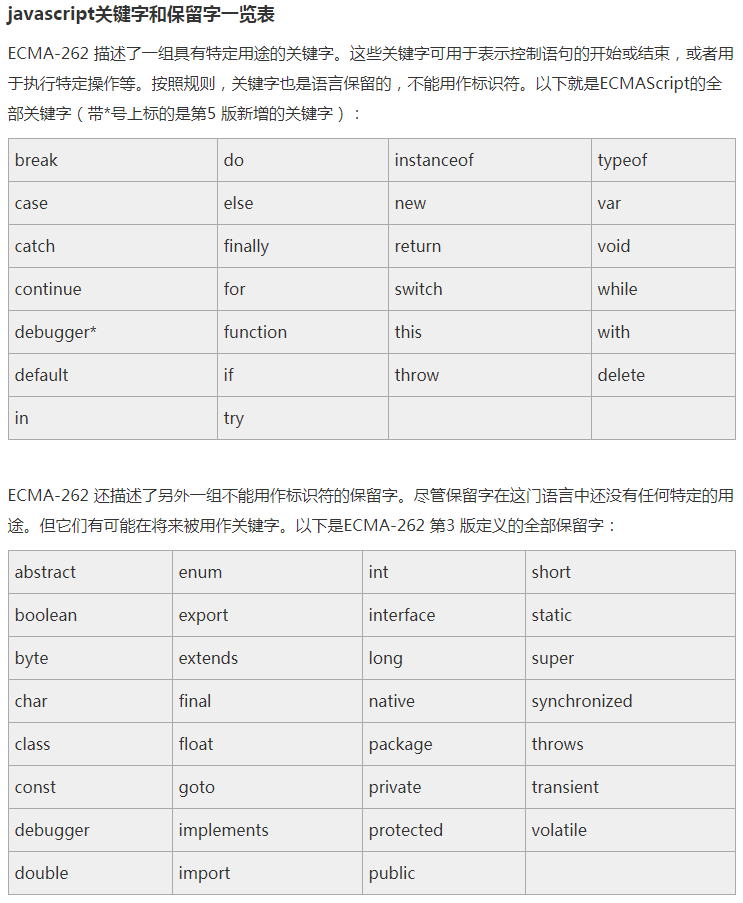 javascript关键字和保留字一览表
ECMA-262 描述了一组具有特定用途的关键字。这些关键字可用于表示控制语句的开始或结束，或者用
于执行特定操作等。按照规则，关键字也是语言保留的，不能用作标识符。以下就是ECMAScript的全
部关键字（带*号上标的是第5 版新增的关键字）：
break do instanceof typeof
case else new var
catch finally return void
continue for switch while
debugger* function this with
default if throw delete
in try
ECMA-262 还描述了另外一组不能用作标识符的保留字。尽管保留字在这门语言中还没有任何特定的用
途。但它们有可能在将来被用作关键字。以下是ECMA-262 第3 版定义的全部保留字：
abstract enum int short
boolean export interface static
byte extends long super
char final native synchronized
class float package throws
const goto private transient
debugger implements protected volatile
double import public